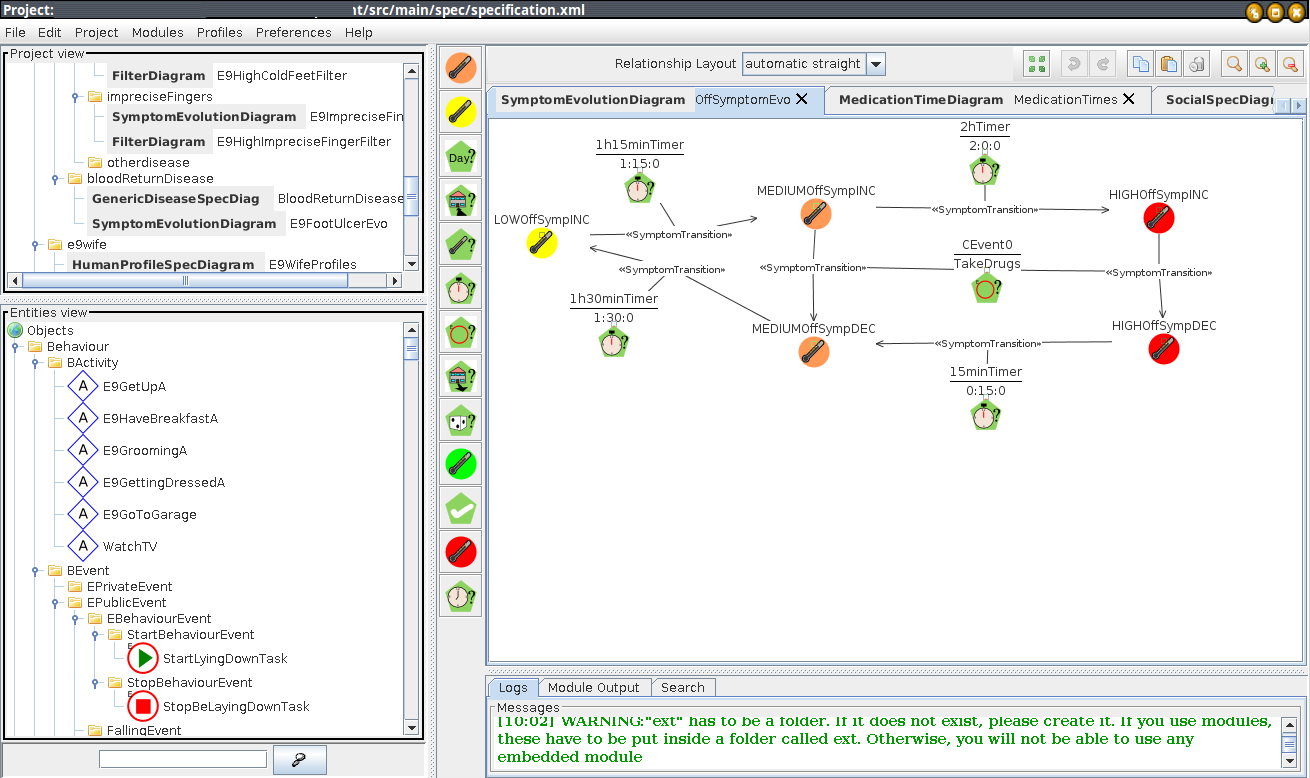 Project:
nt/src/main/spec/specification.xml
File Edit Project Modules Profiles Preferences Help
Project view
FilterDiagram E9HighColdFeetFilter
impreciseFingers
SymptomEvolutionDiagram E9ImpreciseFin
FilterDiagram E9HighImpreciseFingerFilter
otherdisease
bloodReturnDisease
GenericDiseaseSpecDiag BloodReturnDisease
SymptomEvolutionDiagram E9FootUlcerEvo
e9wife
HumanProfileSpecDiagram E9WifeProfiles
Entities view
Objects
Behaviour
BActivity
A E9GetUpA
A E9HaveBreakfastA
A E9GroomingA
A E9GettingDressedA
A E9GoToGarage
A WatchTV
BEvent
EPrivateEvent
EPublicEvent
EBehaviourEvent
StartBehaviourEvent
E
StartLyingDownTask
StopBehaviourEvent
E
StopBeLayingDownTask
FallingEvent
Day?
?
?
?
?
?
?
?
Relationship Layout automatic straight
SymptomEvolutionDiagram OffSymptomEvo X
MedicationTimeDiagram MedicationTimes X
SocialSpecDiagr
2hTimer
2:0:0
?
1h15minTimer
1:15:0
?
MEDIUMOffSympINC
HIGHOffSympINC
LOWOffSympINC
«SymptomTransition»
«SymptomTransition»
CEvent0
TakeDrugs
?
«SymptomTransition»
«SymptomTransition»
«SymptomTransition»
1h30minTimer
1:30:0
?
MEDIUMOffSympDEC
HIGHOffSympDEC
«SymptomTransition»
15minTimer
0:15:0
?
Logs Module Output Search
Messages
[10:02] WARNING:"ext" has to be a folder. If it does not exist, please create it. If you use modules,
these have to be put inside a folder called ext. Otherwise, you will not be able to use any
embedded module